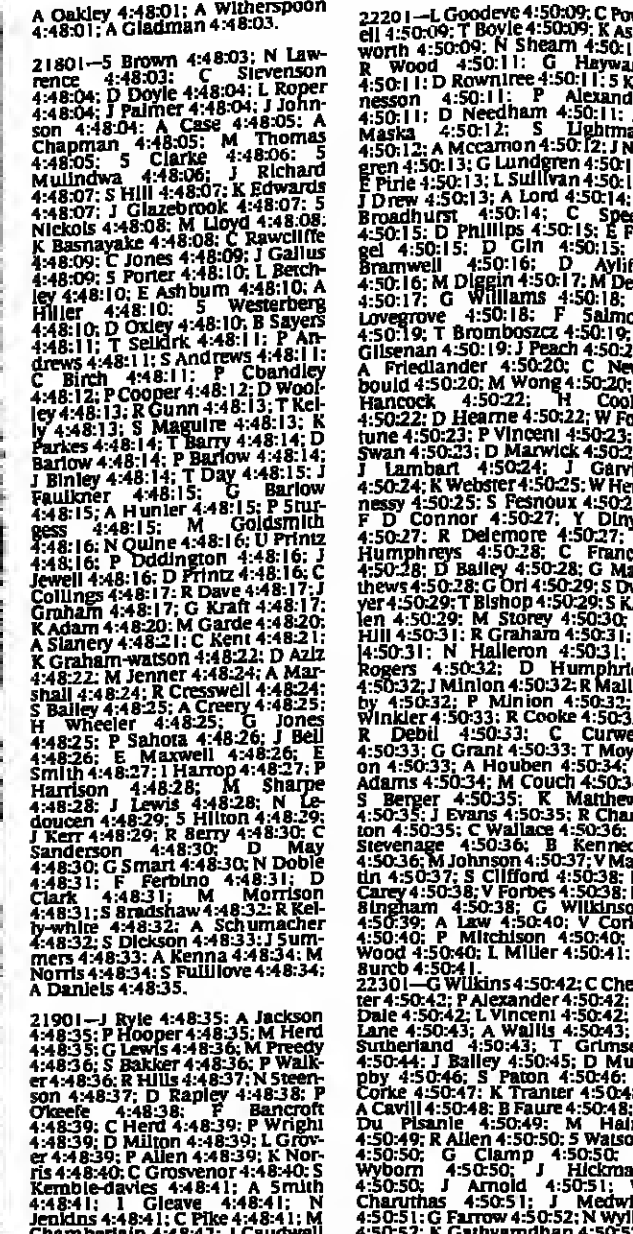 A Oakley 4:48:01; A Witherspoon
4:48:01; A Gladman 4:48:03.
21801—5 Brown 4:48:03; N Law-
rence 4:48:03; C Slevenson
4:48:04; D Doyle 4:48:04; L Roper
4:48:04; J Palmer 4:48:04; J John-
son 4:48:04; A Case 4:48:05; A
Chapman 4:48:05; M Thomas
4:48:05; 5 Clarke 4:48:06; 5
Mulindwa 4:48:06; J Richard
4:48:07; S Hill 4:48:07; K Edwards
4:48:07; J Glazebrook 4:48:07; 5
Nickols 4:48:08; M Lloyd 4:48:08;
K Basnayake 4:48:08; C Rawcliffe
4:48:09; C Jones 4:48:09; J Gallus
4:48:09; S Porter 4:48:10; L Betch-
ley 4:48:10; E Ashburn 4:48:10; A
Hiller 4:48:10; 5 Westerberg
4:48:10; D Oxley 4:48:10; B Sayers
4:48:11; T Selkirk 4:48:11; P An-
drews 4:48:11; S Andrews 4:48:11;
C Birch 4:48:11; P Cbandley
4:48:12; P Cooper 4:48:12; D Wool-
ley 4:48:13; R Gunn 4:48:13; T Kel-
ly 4:48:13; S Maguire 4:48:13; K
Parkes 4:48:14; T Barry 4:48:14; D
Barlow 4:48:14; P Barlow 4:48:14;
J Binley 4:48:14; T Day 4:48:15; J
Faulkner 4:48:15; G Barlow
4:48:15; A Hunler 4:48:15; P Stur-
gess 4:48:15; M Goldsmith
4:48:16; N Quine 4:48:16; U Printz
4:48:16; P Dddington 4:48:16; J
Jewell 4:48:16; D Printz 4:48:16; C
Collings 4:48:17; R Dave 4:48:17; J
Graham 4:48:17; G Kraft 4:48:17;
K Adam 4:48:20; M Garde 4:48:20;
A Slanery 4:48:21; C Kent 4:48:21;
K Graham-watson 4:48:22; D Aziz
4:48:22; M Jenner 4:48:24; A Mar-
shall 4:48:24; R Cresswell 4:48:24;
S Bailey 4:48:25; A Creery 4:48:25;
H Wheeler 4:48:25; G Jones
4:48:25; P Sahota 4:48:26; J Bell
4:48:26; E Maxwell 4:48:26; E
Smith 4:48:27; I Harrop 4:48:27; P
Harrison 4:48:28; M Sharpe
4:48:28; J Lewis 4:48:28; N Le-
doucen 4:48:29; 5 Hilton 4:48:29;
J Kerr 4:48:29; R 8erry 4:48:30; C
Sanderson 4:48:30; D May
4:48:30; G Smart 4:48:30; N Doble
4:48:31; F Ferbino 4:48:31; D
Clark 4:48:31; M Morrison
4:48:31; S 8radshaw 4:48:32; R Kel-
ly-white 4:48:32; A Schumacher
4:48:32; S Dickson 4:48:33; J 5um-
mers 4:48:33; A Kenna 4:48:34; M
Norris 4:48:34; S Fullilove 4:48:34;
A Daniels 4:48:35.
21901—J Ryle 4:48:35; A Jackson
4:48:35; P Hooper 4:48:35; M Herd
4:48:35; G Lewis 4:48:36; M Preedy
4:48:36; S Bakker 4:48:36; P Walk-
er 4:48:36; R Hills 4:48:37; N Steen-
son 4:48:37; D Rapley 4:48:38; P
Okeefe 4:48:38; F Bancroft
4:48:39; C Herd 4:48:39; P Wrighl
4:48:39; D Milton 4:48:39; L Grov-
er 4:48:39; P Allen 4:48:39; K Nor-
ris 4:48:40; C Grosvenor 4:48:40; S
Kemble-davies 4:48:41; A 5mith
4:48:41; I Gleave 4:48:41; N
Jenkins 4:48:41; C Pike 4:48:41; M
22201—L Goodeve 4:50:09; C Pow
ell 4:50:09; T Boyle 4:50:09; K As
worth 4:50:09; N Shearn 4:50:1
R Wood 4:50:11; G Haywar
4:50:11; D Rowniree 4:50:11; 5 K
nesson 4:50:11; P Alexand
4:50:11; D Needham 4:50:11;
Maska 4:50:12; S Lightma
4:50:12; A Mccamon 4:50:12; J N
gren 4:50:13; G Lundgren 4:50:1
E Pirie 4:50:13; L Sullivan 4:50:1
J Drew 4:50:13; A Lord 4:50:14;
Broadhurst 4:50:14; C Spee
4:50:15; D Phillips 4:50:15; E F
gel 4:50:15; D Gin 4:50:15;
Bramwell 4:50:16; D Aylif
4:50:16; M Diggin 4:50:17; M De
4:50:17; G Williams 4:50:18;
Lovegrove 4:50:18; F Salmo
4:50:19; T Bromboszcz 4:50:19;
Gilsenan 4:50:19; J Peach 4:50:2
A Friedlander 4:50:20; C New
bould 4:50:20; M Wong 4:50:20;
Hancock 4:50:22; H Cool
4:50:22; D Hearne 4:50:22; W Fo
tune 4:50:23; P Vinceni 4:50:23;
Swan 4:50:23; D Marwick 4:50:2
J Lambart 4:50:24; J Garvi
4:50:24; K Webster 4:50:25; W He
nessy 4:50:25; S Fesnoux 4:50:2
F D Connor 4:50:27; Y Diny
4:50:27; R Delemore 4:50:27;
Humphreys 4:50:28; C Franc
4:50:28; D Bailey 4:50:28; G Ma
thews 4:50:28; G Orl 4:50:29; S Dw
yer 4:50:29; T Bishop 4:50:29; S K
len 4:50:29; M Storey 4:50:30;
Hill 4:50:31; R Graham 4:50:31;
4:50:31; N Halleron 4:50:31;
Rogers 4:50:32; D Humphrie
4:50:32; J Minlon 4:50:32; R Mall
by 4:50:32; P Minion 4:50:32;
Winkler 4:50:33; R Cooke 4:50:3
R Debil 4:50:33; C Curwe
4:50:33; G Grant 4:50:33; T Moy
on 4:50:33; A Houben 4:50:34;
Adams 4:50:34; M Couch 4:50:3
S Berger 4:50:35; K Matthew
4:50:35; J Evans 4:50:35; R Char
ton 4:50:35; C Wallace 4:50:36;
Stevenage 4:50:36; B Kenned
4:50:36; M Johnson 4:50:37; V Ma
tin 4:50:37; S Clifford 4:50:38;
Carey 4:50:38; V Forbes 4:50:38;
8ingham 4:50:38; G Wilkinso
4:50:39; A Law 4:50:40; V Cor
4:50:40; P Mitchison 4:50:40;
Wood 4:50:40; L Miller 4:50:41;
Burcb 4:50:41.
22301—G Wilkins 4:50:42; C Che
ter 4:50:42; P Alexander 4:50:42;
Dale 4:50:42; L Vinceni 4:50:42;
Lane 4:50:43; A Wallis 4:50:43;
Sutherland 4:50:43; T Grimse
4:50:44; J Bailey 4:50:45; D Mu
pby 4:50:46; S Paton 4:50:46;
Corke 4:50:47; K Tranter 4:50:4
A Cavill 4:50:48; B Faure 4:50:48;
Du Pisanie 4:50:49; M Hai
4:50:49; R Allen 4:50:50; 5 Watso
4:50:50; G Clamp 4:50:50;
Wyborn 4:50:50; J Hickma
4:50:50; J Arnold 4:50:51;
Charuthas 4:50:51; J Medwi
4:50:51; G Farrow 4:50:52; N Wyll